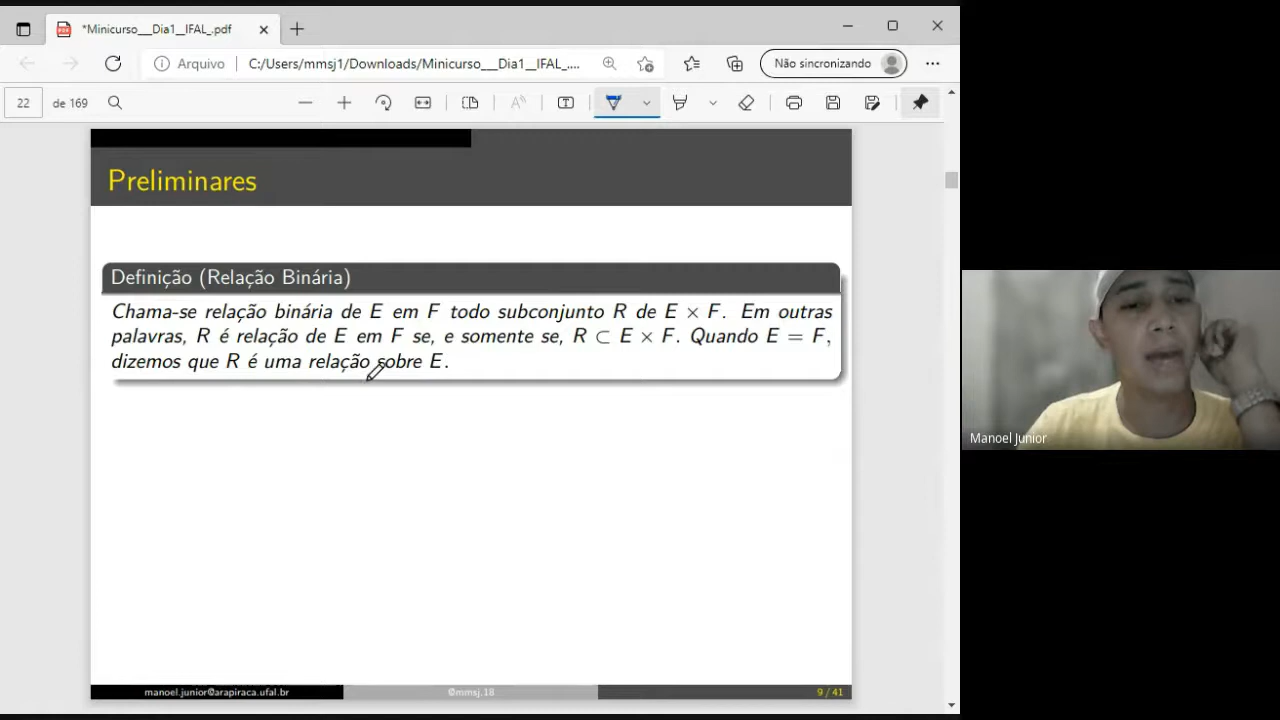 *Minicurso___Dia1__IFAL_.pdf
Arquivo
C:/Users/mmsj1/Downloads/Minicurso___Dia1__IFAL_....
Não sincronizando
22 de 169
Preliminares
Definição (Relação Binária)
Chama-se relação binária de E em F todo subconjunto R de E × F. Em outras
palavras, R é relação de E em F se, e somente se, R ⊂ E × F. Quando E = F,
dizemos que R é uma relação sobre E.
Manoel Junior
manoel.junior@arapiraca.ufal.br
@mmsj.18
9 / 41